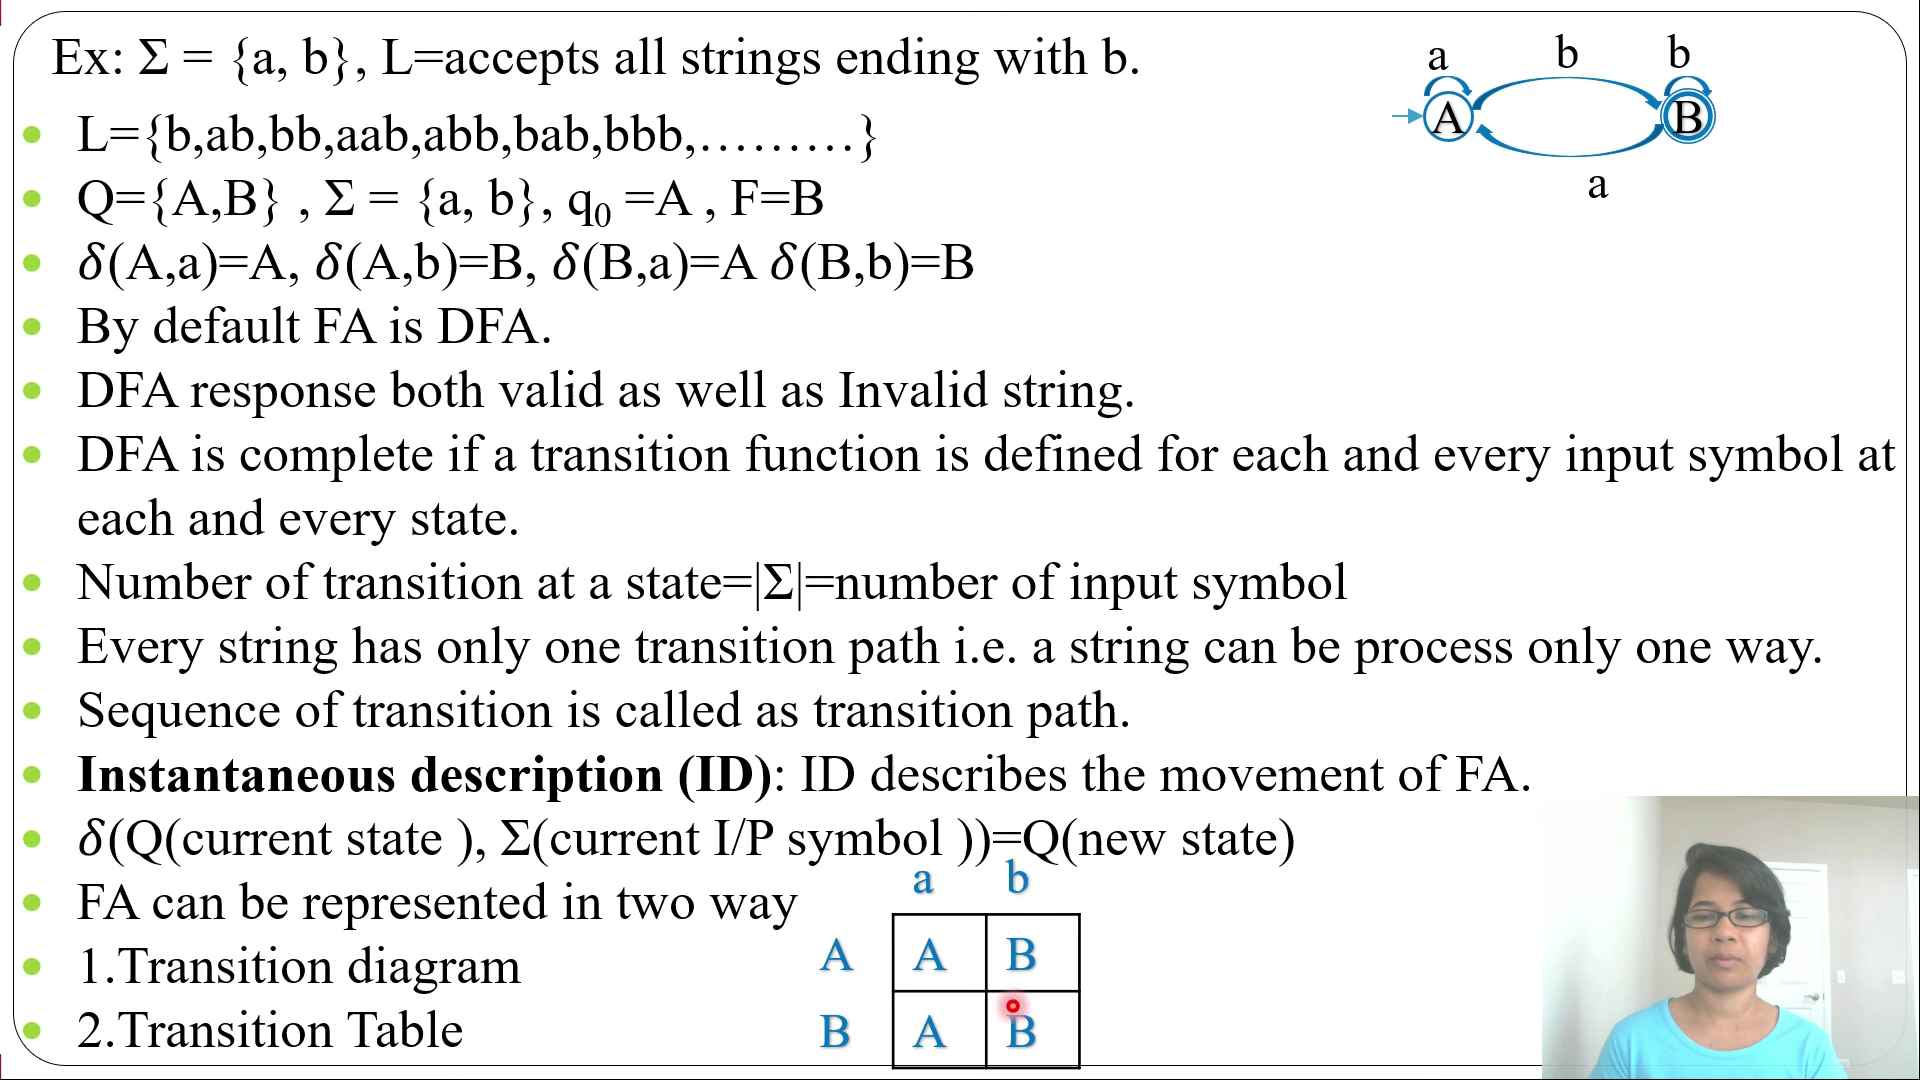 Ex: Σ = {a, b}, L=accepts all strings ending with b.
a b b
A B
a
L={b,ab,bb,aab,abb,bab,bbb,.........}
Q={A,B} , Σ = {a, b}, q₀ =A , F=B
δ(A,a)=A, δ(A,b)=B, δ(B,a)=A δ(B,b)=B
By default FA is DFA.
DFA response both valid as well as Invalid string.
DFA is complete if a transition function is defined for each and every input symbol at
each and every state.
Number of transition at a state=|Σ|=number of input symbol
Every string has only one transition path i.e. a string can be process only one way.
Sequence of transition is called as transition path.
Instantaneous description (ID): ID describes the movement of FA.
δ(Q(current state ), Σ(current I/P symbol ))=Q(new state)
FA can be represented in two way
1.Transition diagram
2.Transition Table
a b
A A B
B A B